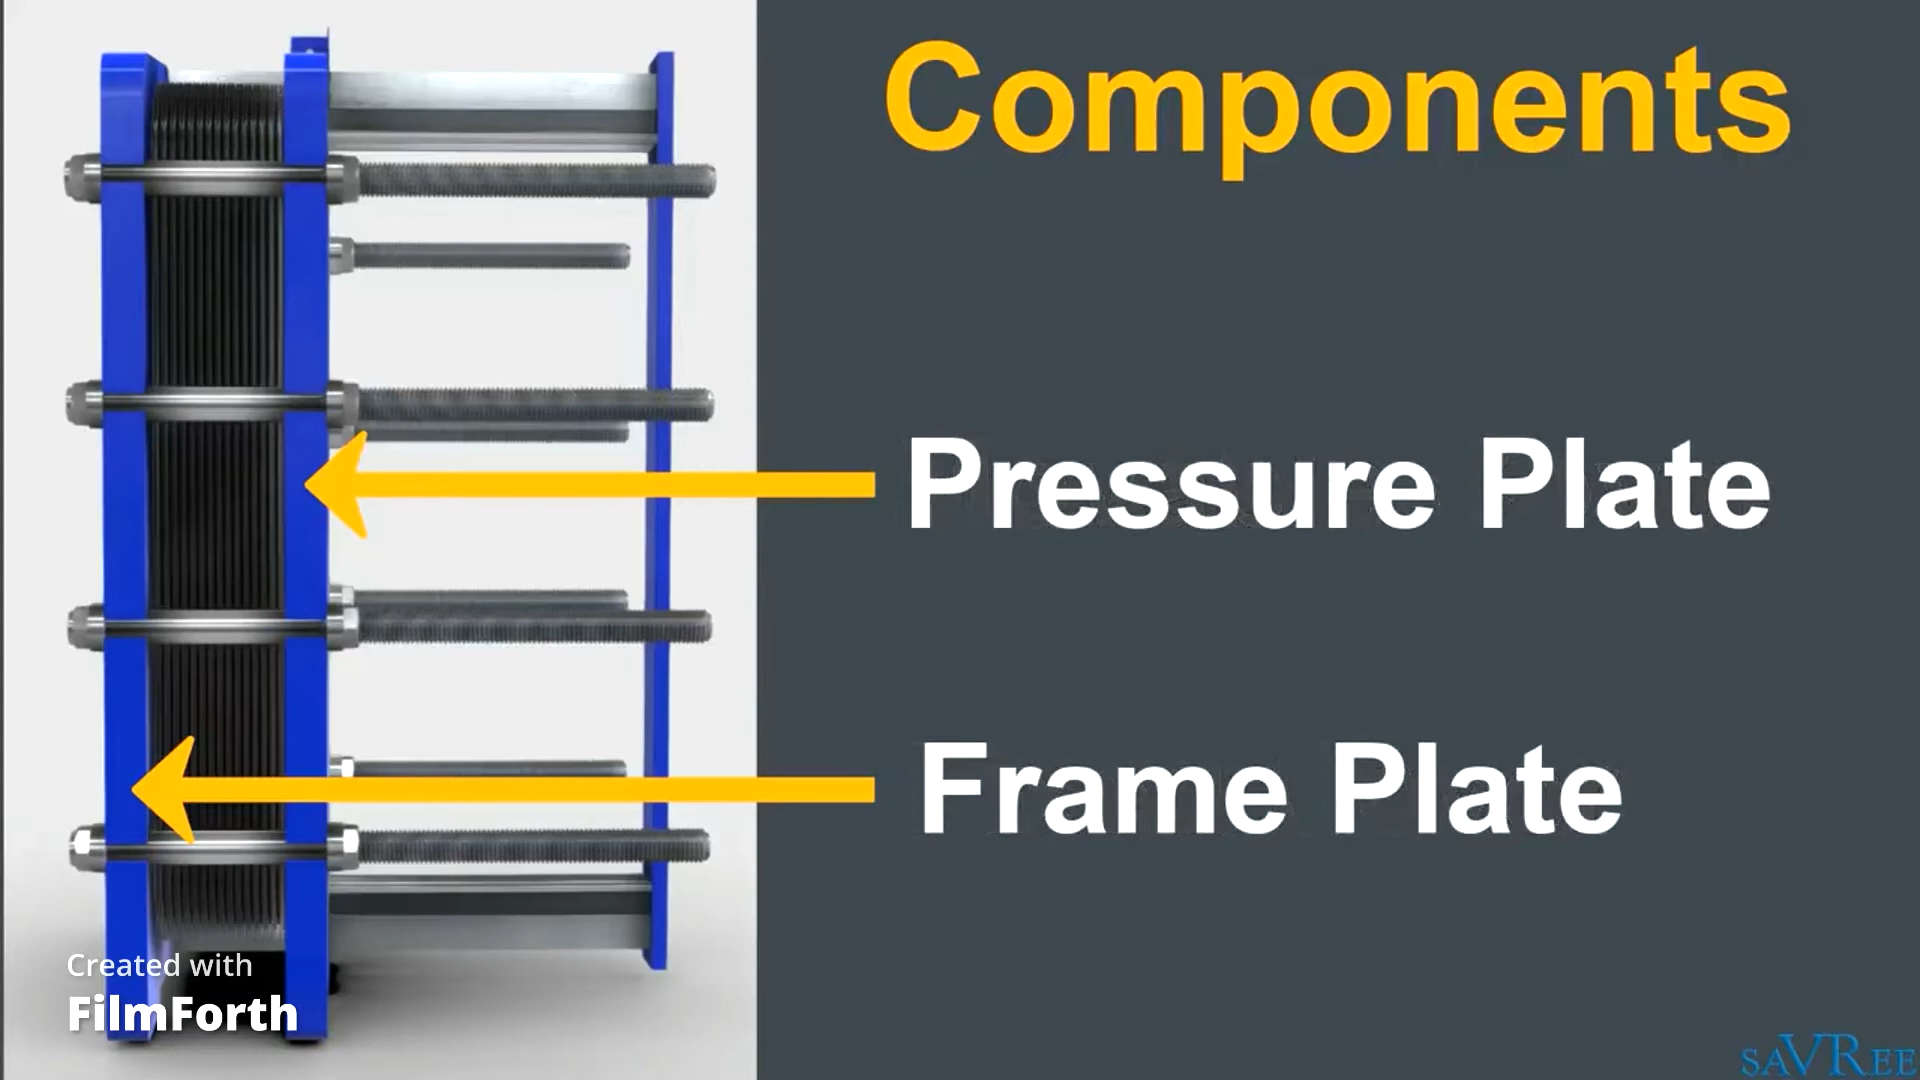 Components
Pressure Plate
Frame Plate
Created with
FilmForth
saVRee